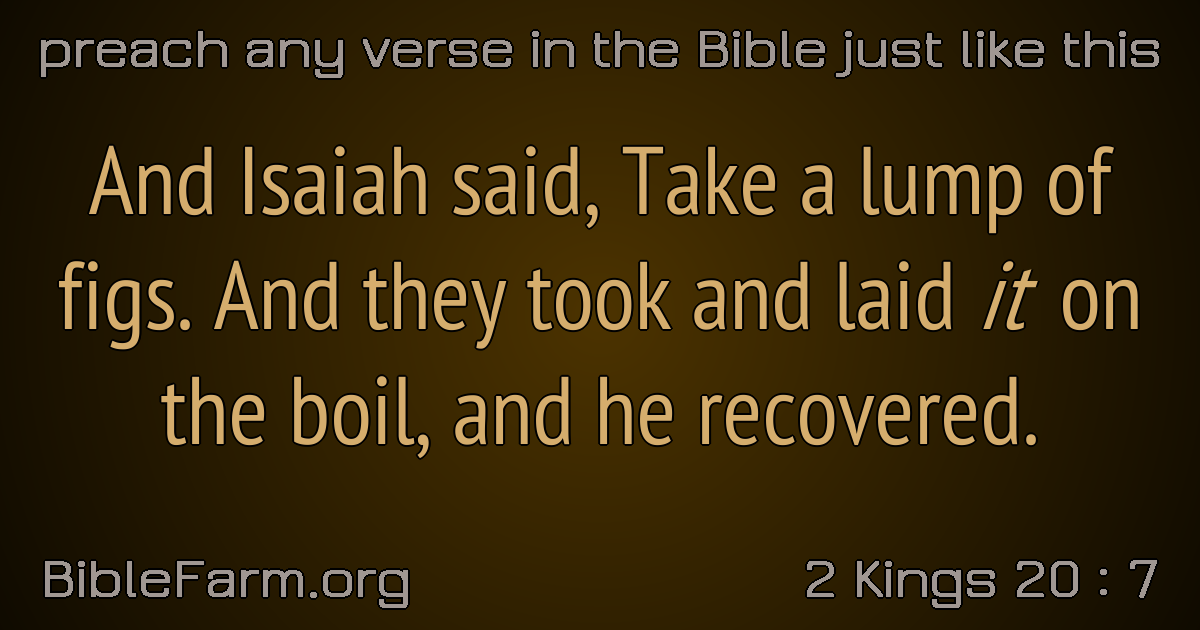 preach any verse in the Bible just like this
And Isaiah said, Take a lump of
figs. And they took and laid it on
the boil, and he recovered.
BibleFarm.org
2 Kings 20 : 7